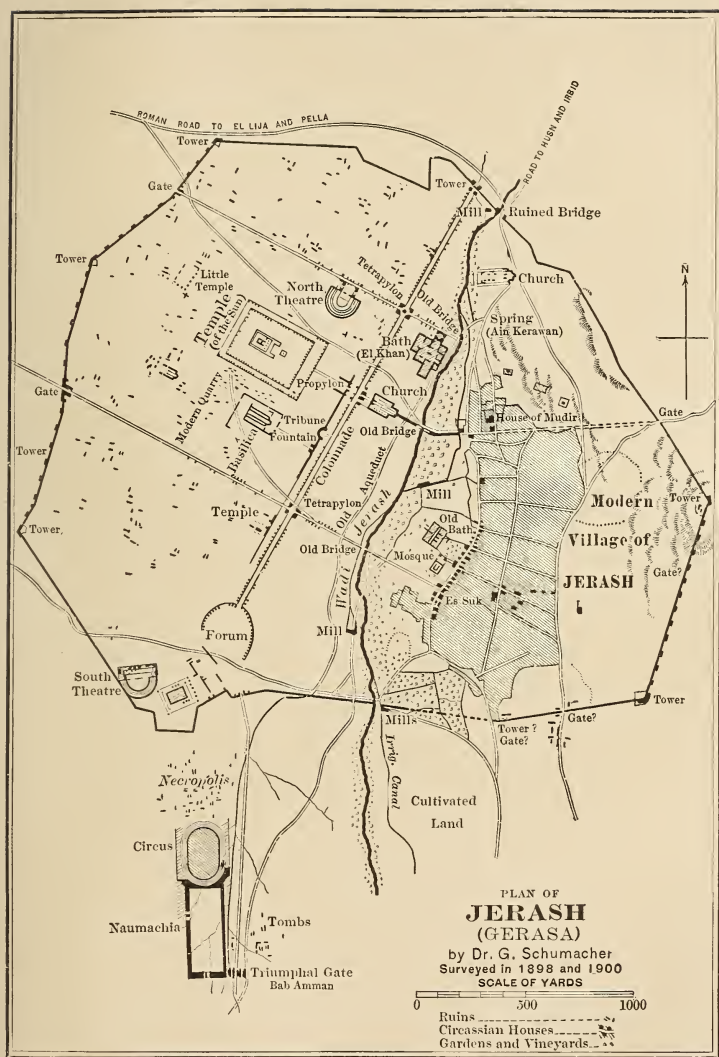 ROMAN ROAD TO EL LIJA AND PELLA
ROAD TO HUSN AND IRBID
Tower
Tower
Gate
Mill
Ruined Bridge
N
Tower
Little
Temple
North
Theatre
Tetrapylon
Old Bridge
Church
Temple
(of the Sun)
Spring
(Ain Kerawan)
Bath
(El Khan)
Propylon
Church
Gate
Modern Quarry
Basilica
Tribune
Fountain
Colonnade
House of Mudir
Gate
Old Bridge
Tower
Old Aqueduct
Wadi Jerash
Mill
Modern
Village of
JERASH
Tower
Temple
Tetrapylon
Old
Bath
Tower
Old Bridge
Mosque
Gate?
Es Suk
Forum
Mill
South
Theatre
Tower
Mills
Tower?
Gate?
Gate?
Necropolis
Irrig. Canal
Cultivated
Land
Circus
Naumachia
Tombs
Triumphal Gate
Bab Amman
PLAN OF
JERASH
(GERASA)
by Dr. G. Schumacher
Surveyed in 1898 and 1900
SCALE OF YARDS
0 500 1000
Ruins
Circassian Houses
Gardens and Vineyards